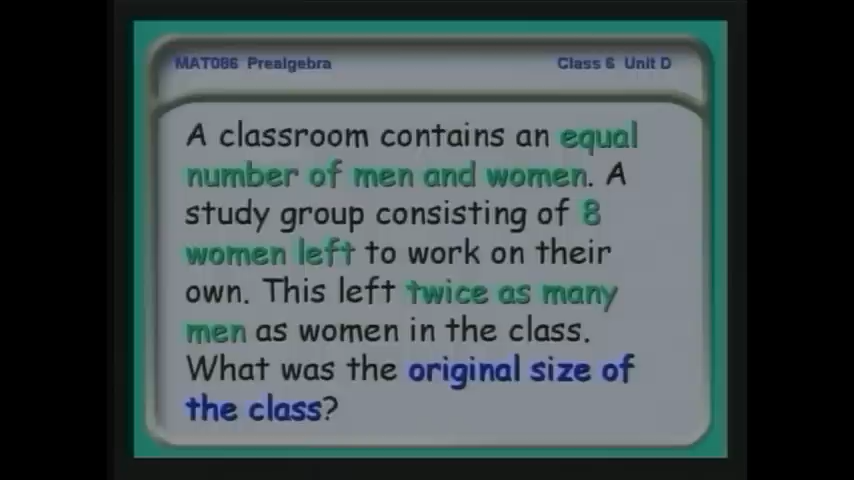 MAT086 Prealgebra Class 6 Unit D
A classroom contains an equal
number of men and women. A
study group consisting of 8
women left to work on their
own. This left twice as many
men as women in the class.
What was the original size of
the class?